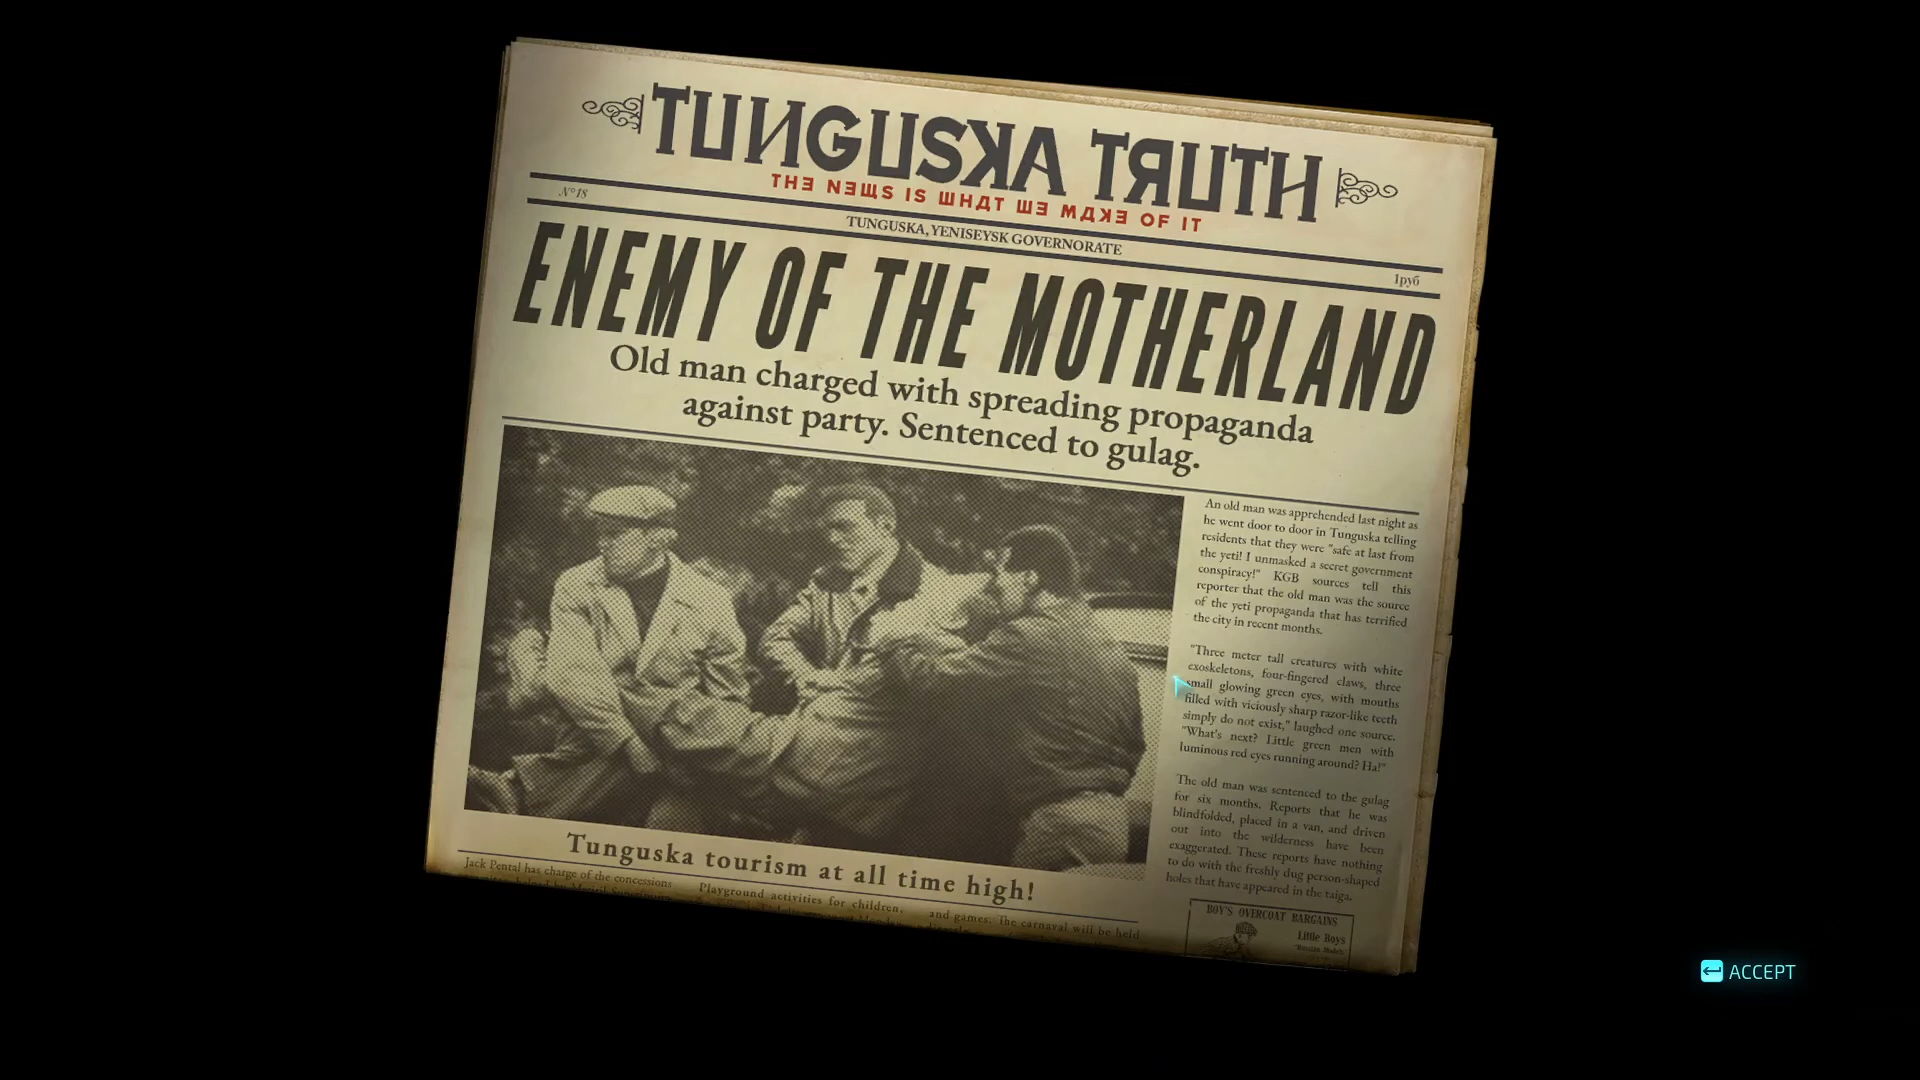 TUИGUSКA TЯUTH
THЭ NЭЩS IS ШHДT ШЭ MДKЭ OF IT
N°18
TUNGUSKA, YENISEYSK GOVERNORATE
1руб
ENEMY OF THE MOTHERLAND
Old man charged with spreading propaganda
against party. Sentenced to gulag.
An old man was apprehended last night as
he went door to door in Tunguska telling
residents that they were "safe at last from
the yeti! I unmasked a secret government
conspiracy!" KGB sources tell this
reporter that the old man was the source
of the yeti propaganda that has terrified
the city in recent months.
"Three meter tall creatures with white
exoskeletons, four-fingered claws, three
small glowing green eyes, with mouths
filled with viciously sharp razor-like teeth
simply do not exist," laughed one source.
"What's next? Little green men with
luminous red eyes running around? Ha!"
The old man was sentenced to the gulag
for six months. Reports that he was
blindfolded, placed in a van, and driven
out into the wilderness have been
exaggerated. These reports have nothing
to do with the freshly dug person-shaped
holes that have appeared in the taiga.
Tunguska tourism at all time high!
Jack Pental has charge of the concessions
Playground activities for children,
and games. The carnaval will be held
BOY'S OVERCOAT BARGAINS
Little Boys
ACCEPT